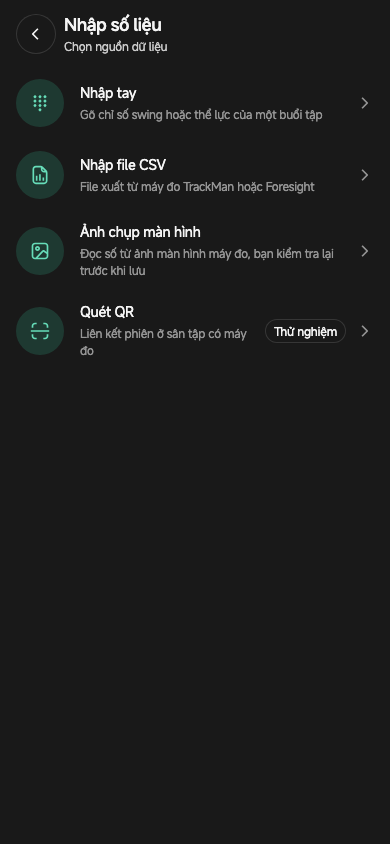 Nhập số liệu
Chọn nguồn dữ liệu
Nhập tay
Gõ chỉ số swing hoặc thể lực của một buổi tập
Nhập file CSV
File xuất từ máy đo TrackMan hoặc Foresight
Ảnh chụp màn hình
Đọc số từ ảnh màn hình máy đo, bạn kiểm tra lại
trước khi lưu
Quét QR
Liên kết phiên ở sân tập có máy
đo
Thử nghiệm